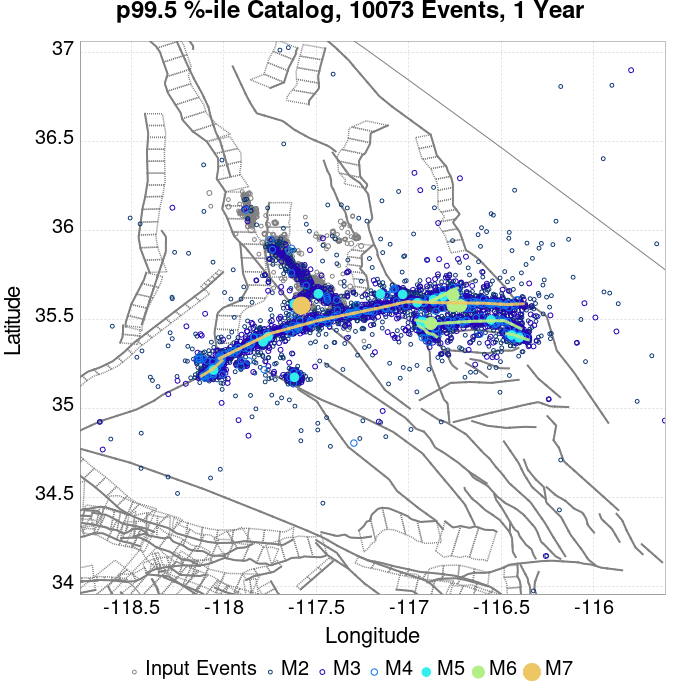 p99.5 %-ile Catalog, 10073 Events, 1 Year
37
36.5
36
35.5
35
34.5
34
Latitude
-118.5 -118 -117.5 -117 -116.5 -116
Longitude
Input Events M2 M3 M4 M5 M6 M7